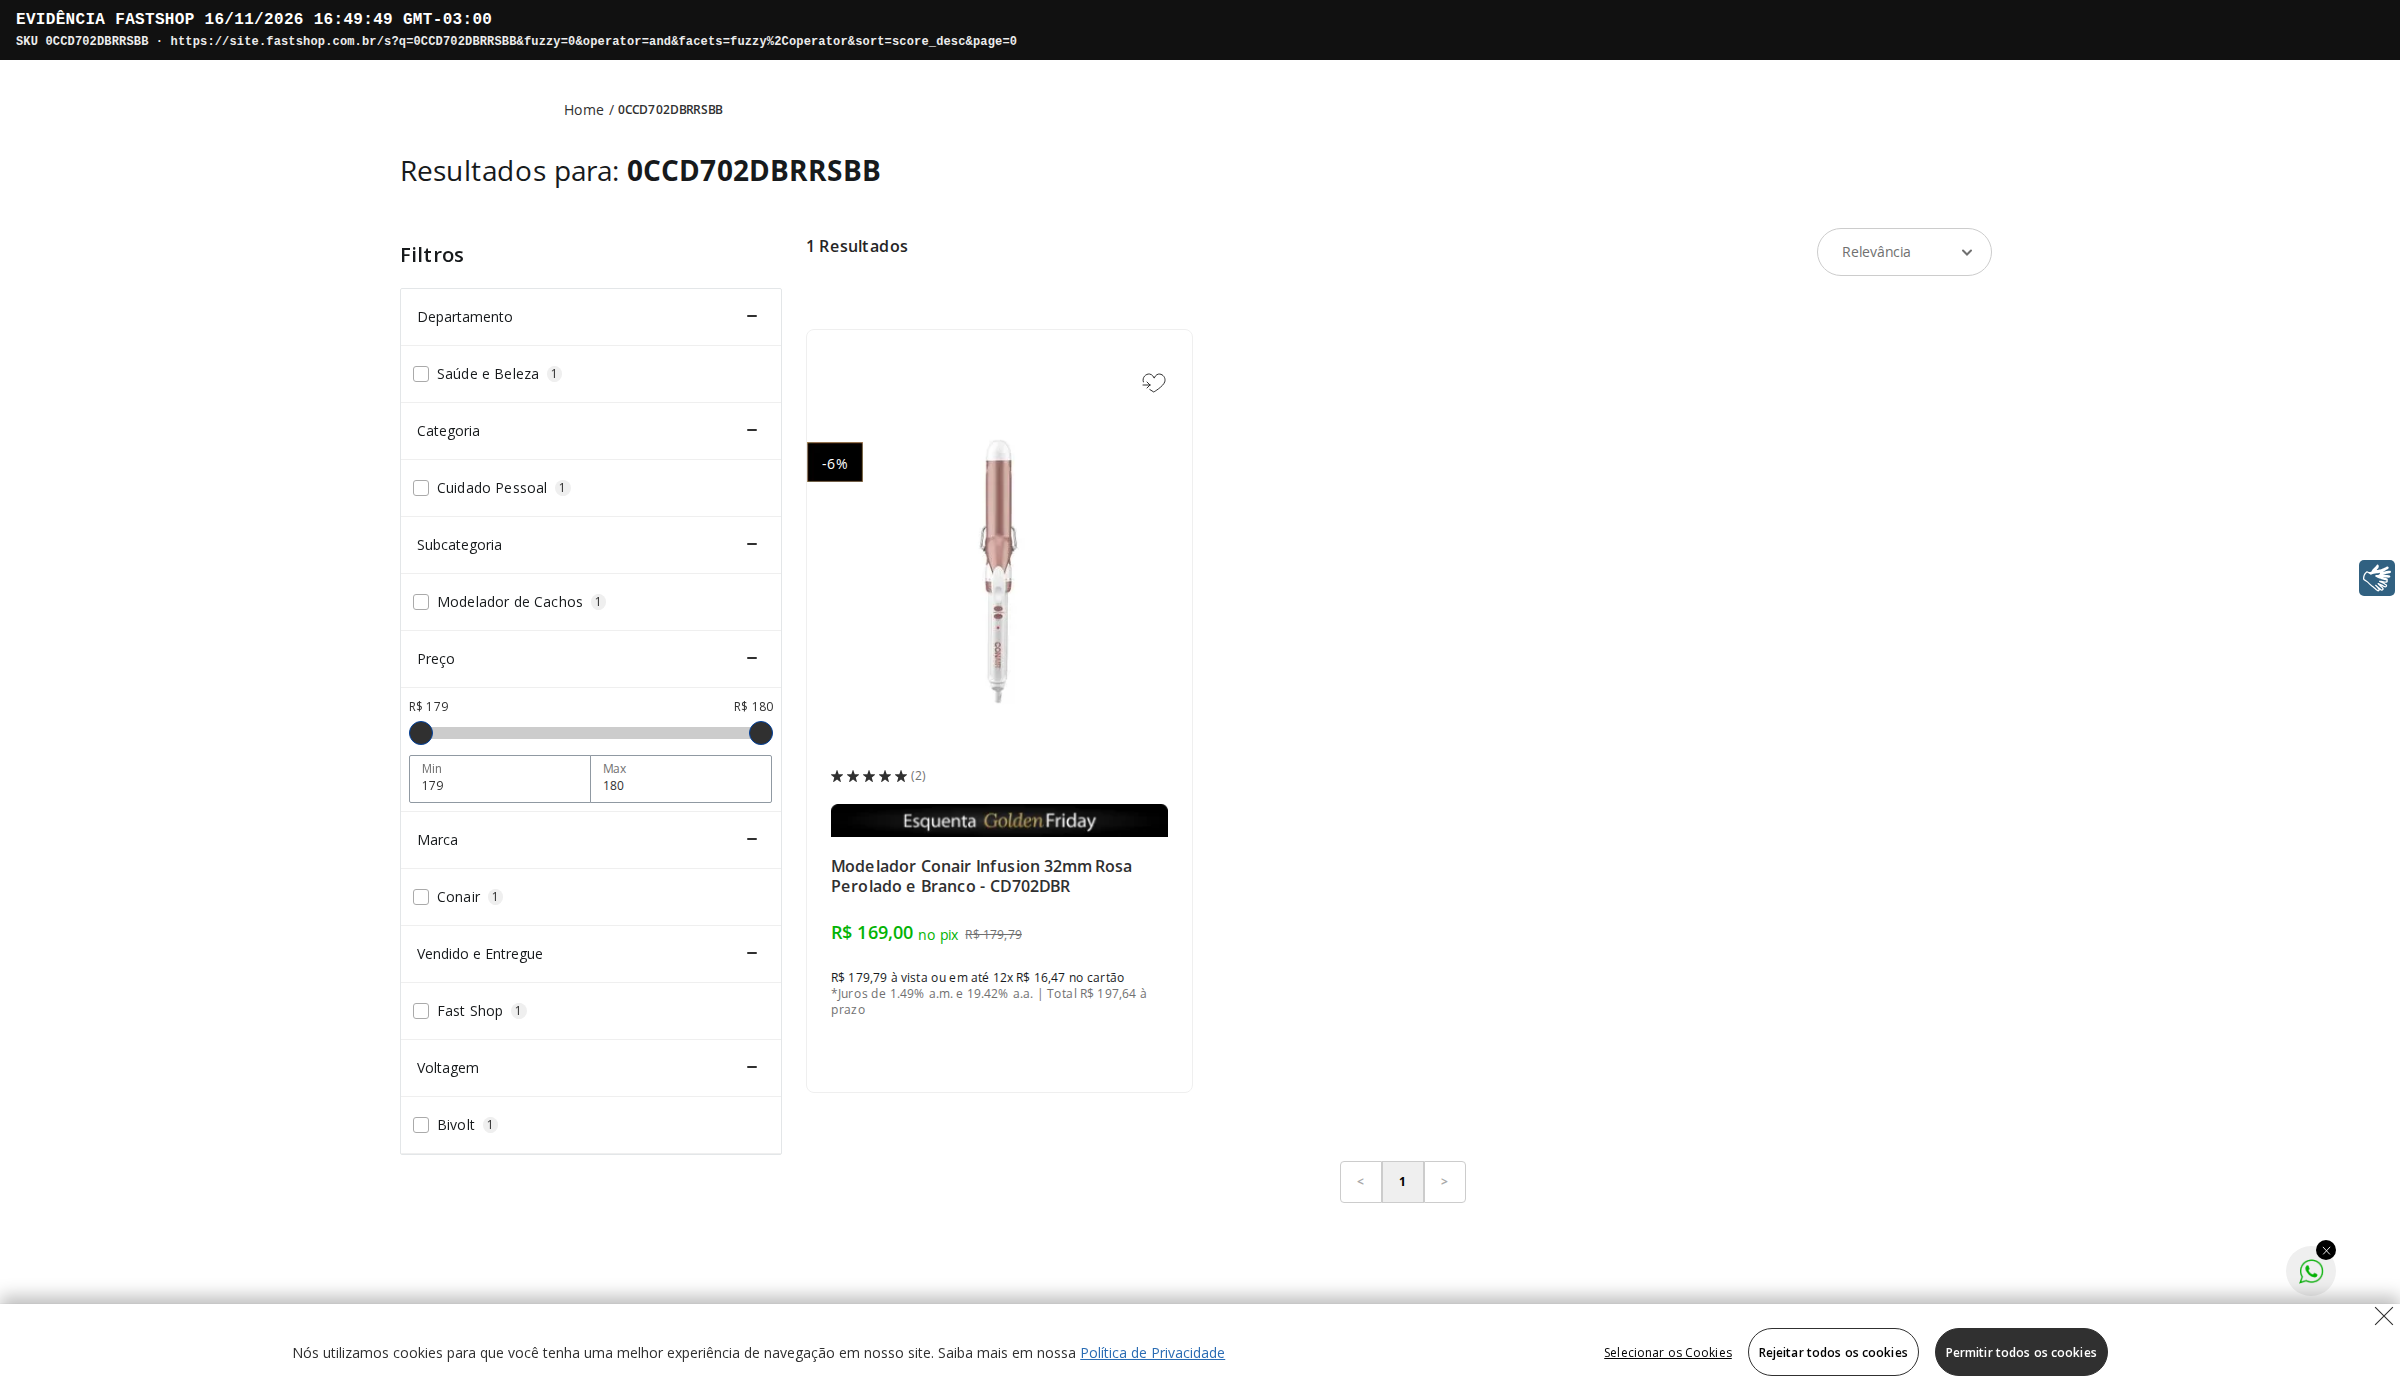 EVIDÊNCIA FASTSHOP 16/11/2026 16:49:49 GMT-03:00
SKU 0CCD702DBRRSBB · https://site.fastshop.com.br/s?q=0CCD702DBRRSBB&fuzzy=0&operator=and&facets=fuzzy%2Coperator&sort=score_desc&page=0
Home / 0CCD702DBRRSBB
Resultados para: 0CCD702DBRRSBB
Filtros
1 Resultados
Relevância
Departamento
Saúde e Beleza 1
Categoria
Cuidado Pessoal 1
Subcategoria
Modelador de Cachos 1
Preço
R$ 179 R$ 180
Min Max
179 180
Marca
Conair 1
Vendido e Entregue
Fast Shop 1
Voltagem
Bivolt 1
-6%
CONAIR
(2)
Esquenta Golden Friday
Modelador Conair Infusion 32mm Rosa
Perolado e Branco - CD702DBR
R$ 169,00 no pix R$ 179,79
R$ 179,79 à vista ou em até 12x R$ 16,47 no cartão
*Juros de 1.49% a.m. e 19.42% a.a. | Total R$ 197,64 à
prazo
< 1 >
Nós utilizamos cookies para que você tenha uma melhor experiência de navegação em nosso site. Saiba mais em nossa Política de Privacidade
Selecionar os Cookies
Rejeitar todos os cookies
Permitir todos os cookies